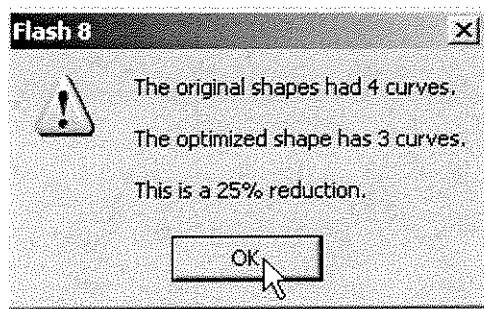 Flash 8
The original shapes had 4 curves.
The optimized shape has 3 curves.
This is a 25% reduction.
OK